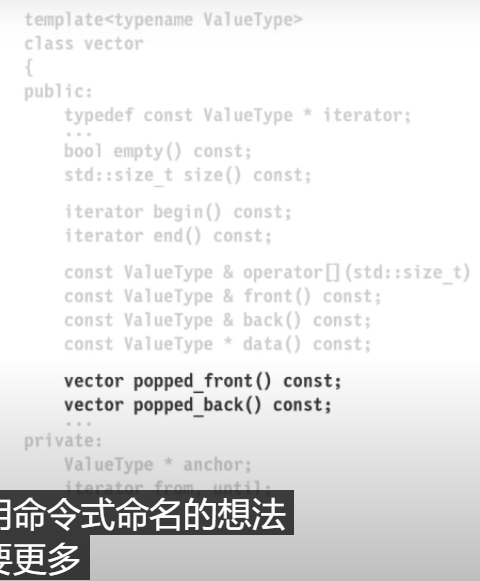 template<typename ValueType>
class vector
{
public:
typedef const ValueType * iterator;
...
bool empty() const;
std::size_t size() const;
iterator begin() const;
iterator end() const;
const ValueType & operator[](std::size_t)
const ValueType & front() const;
const ValueType & back() const;
const ValueType * data() const;
vector popped_front() const;
vector popped_back() const;
...
private:
ValueType * anchor;
iterator from, until;
用命令式命名的想法
要更多